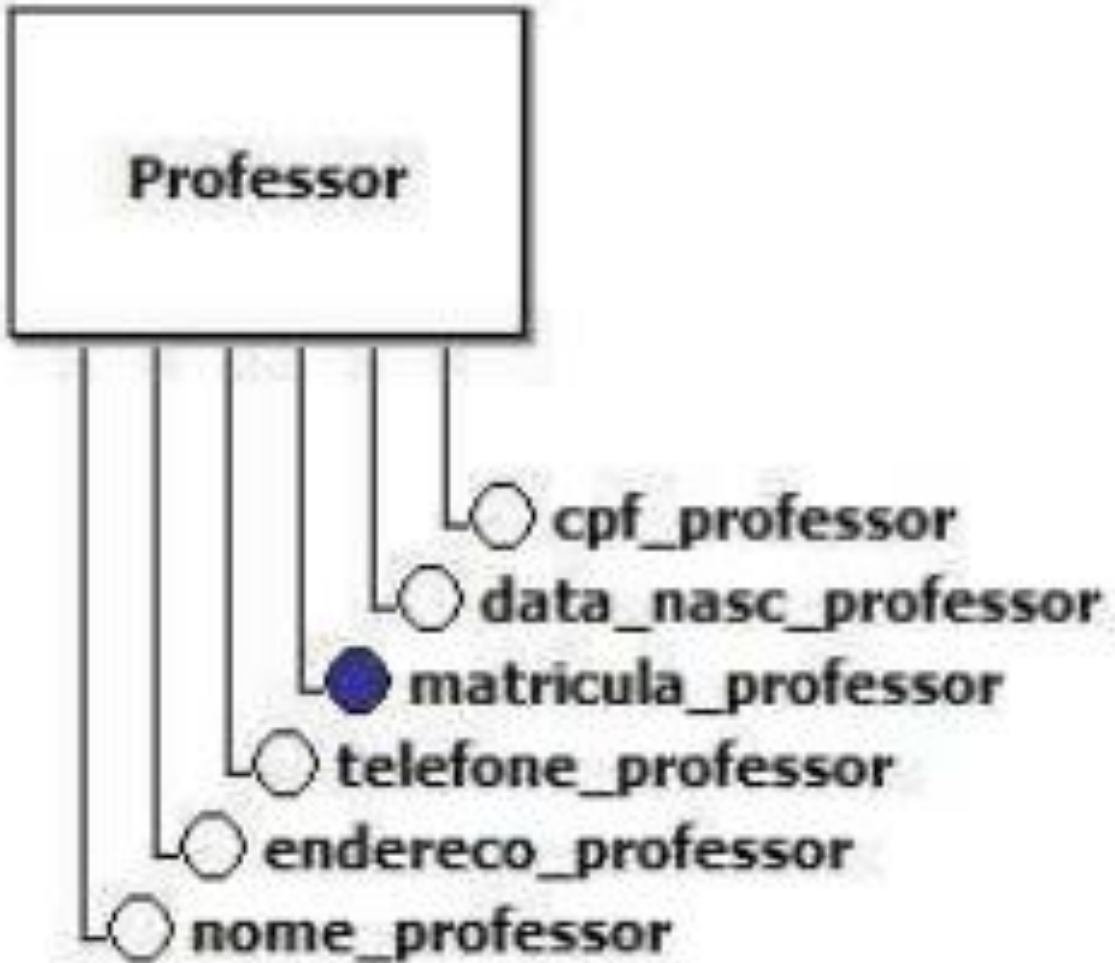 Professor
cpf_professor
data_nasc_professor
matricula_professor
telefone_professor
endereco_professor
nome_professor